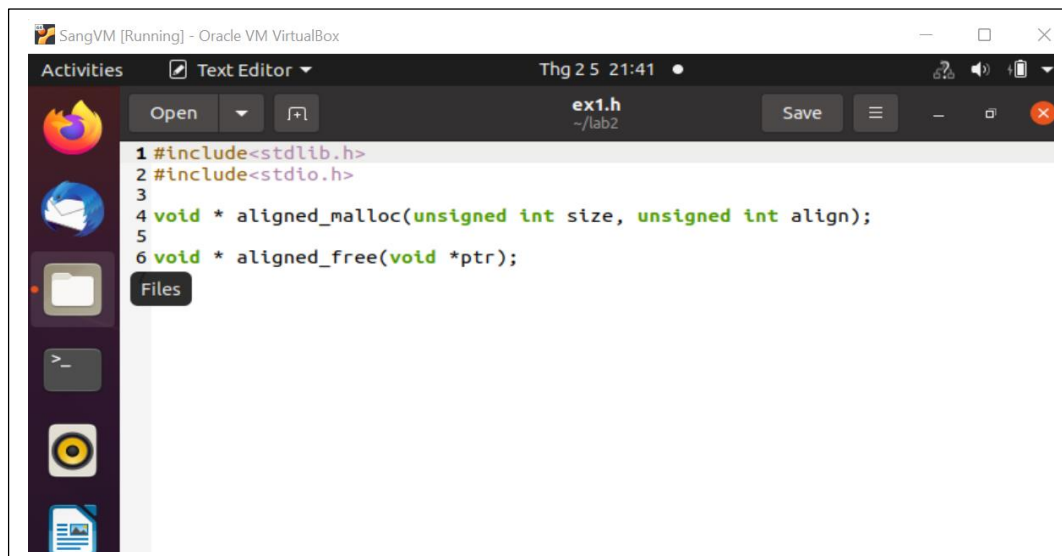 SangVM [Running] - Oracle VM VirtualBox
Activities Text Editor Thg 2 5 21:41
Open ex1.h Save
~/lab2
1 #include<stdlib.h>
2 #include<stdio.h>
3
4 void * aligned_malloc(unsigned int size, unsigned int align);
5
6 void * aligned_free(void *ptr);
Files